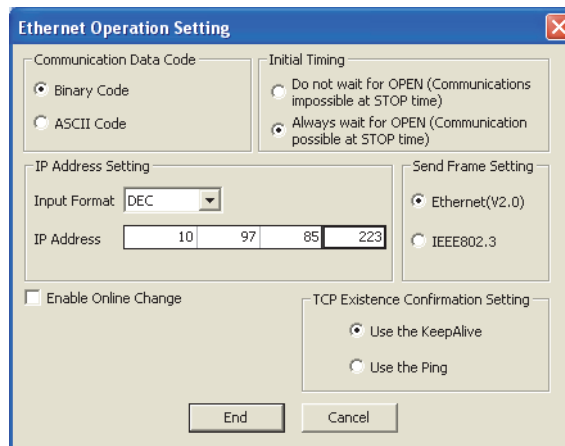 Ethernet Operation Setting
Communication Data Code
Binary Code
ASCII Code
Initial Timing
Do not wait for OPEN (Communications
impossible at STOP time)
Always wait for OPEN (Communication
possible at STOP time)
IP Address Setting
Input Format DEC
IP Address 10 97 85 223
Send Frame Setting
Ethernet(V2.0)
IEEE802.3
Enable Online Change
TCP Existence Confirmation Setting
Use the KeepAlive
Use the Ping
End Cancel